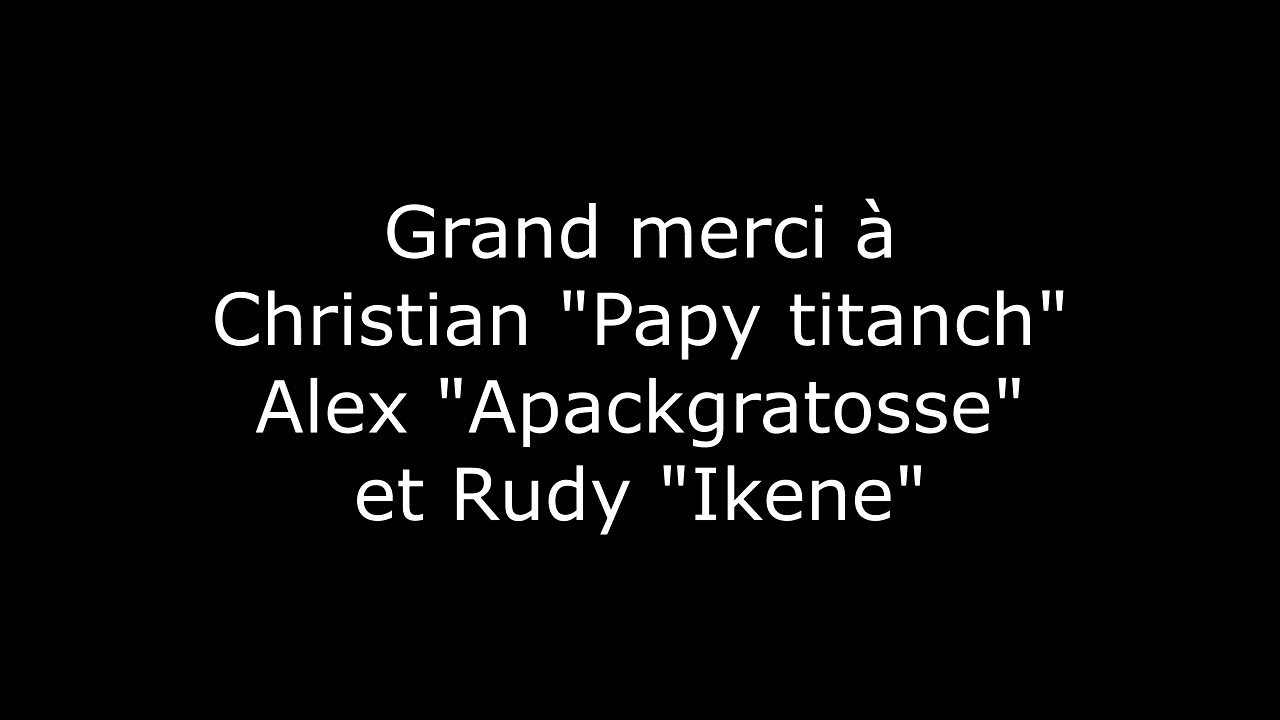 Grand merci à
Christian "Papy titanch"
Alex "Apackgratosse"
et Rudy "Ikene"